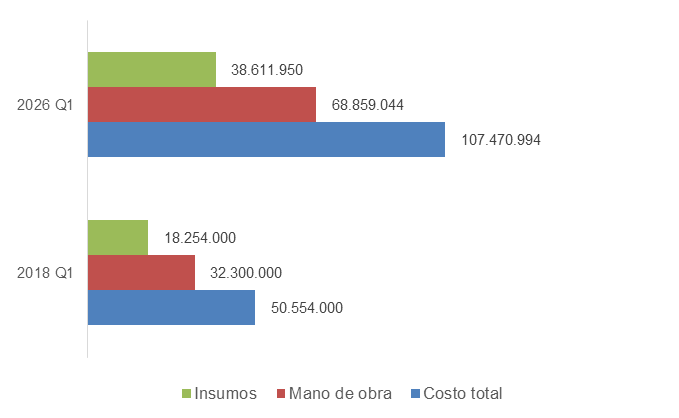 38.611.950
2026 Q1
68.859.044
107.470.994
18.254.000
2018 Q1
32.300.000
50.554.000
Insumos Mano de obra Costo total